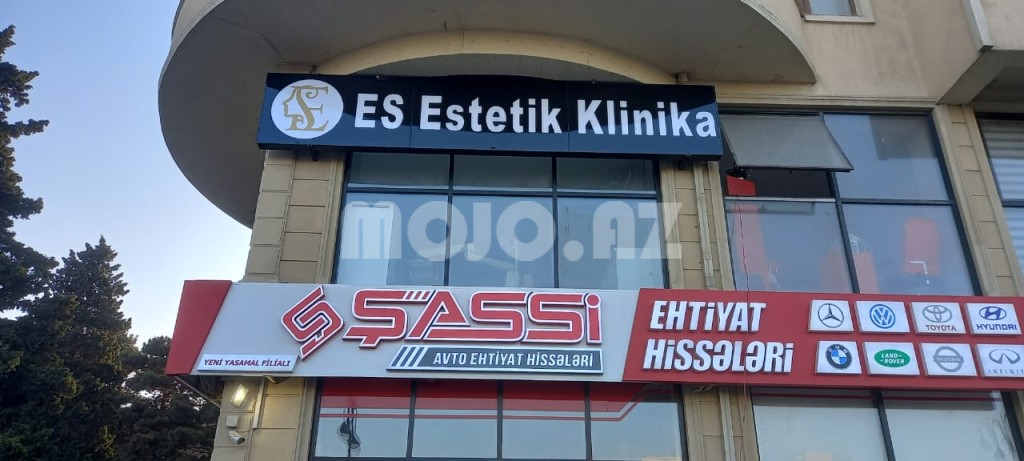 ES Estetik Klinika
MOJO.AZ
ŞASSİ
AVTO EHTİYAT HİSSƏLƏRİ
YENİ YASAMAL FİLİALI
EHTİYAT
HİSSƏLƏRİ
TOYOTA
HYUNDAI
LAND-
ROVER
NISSAN
INFINITI